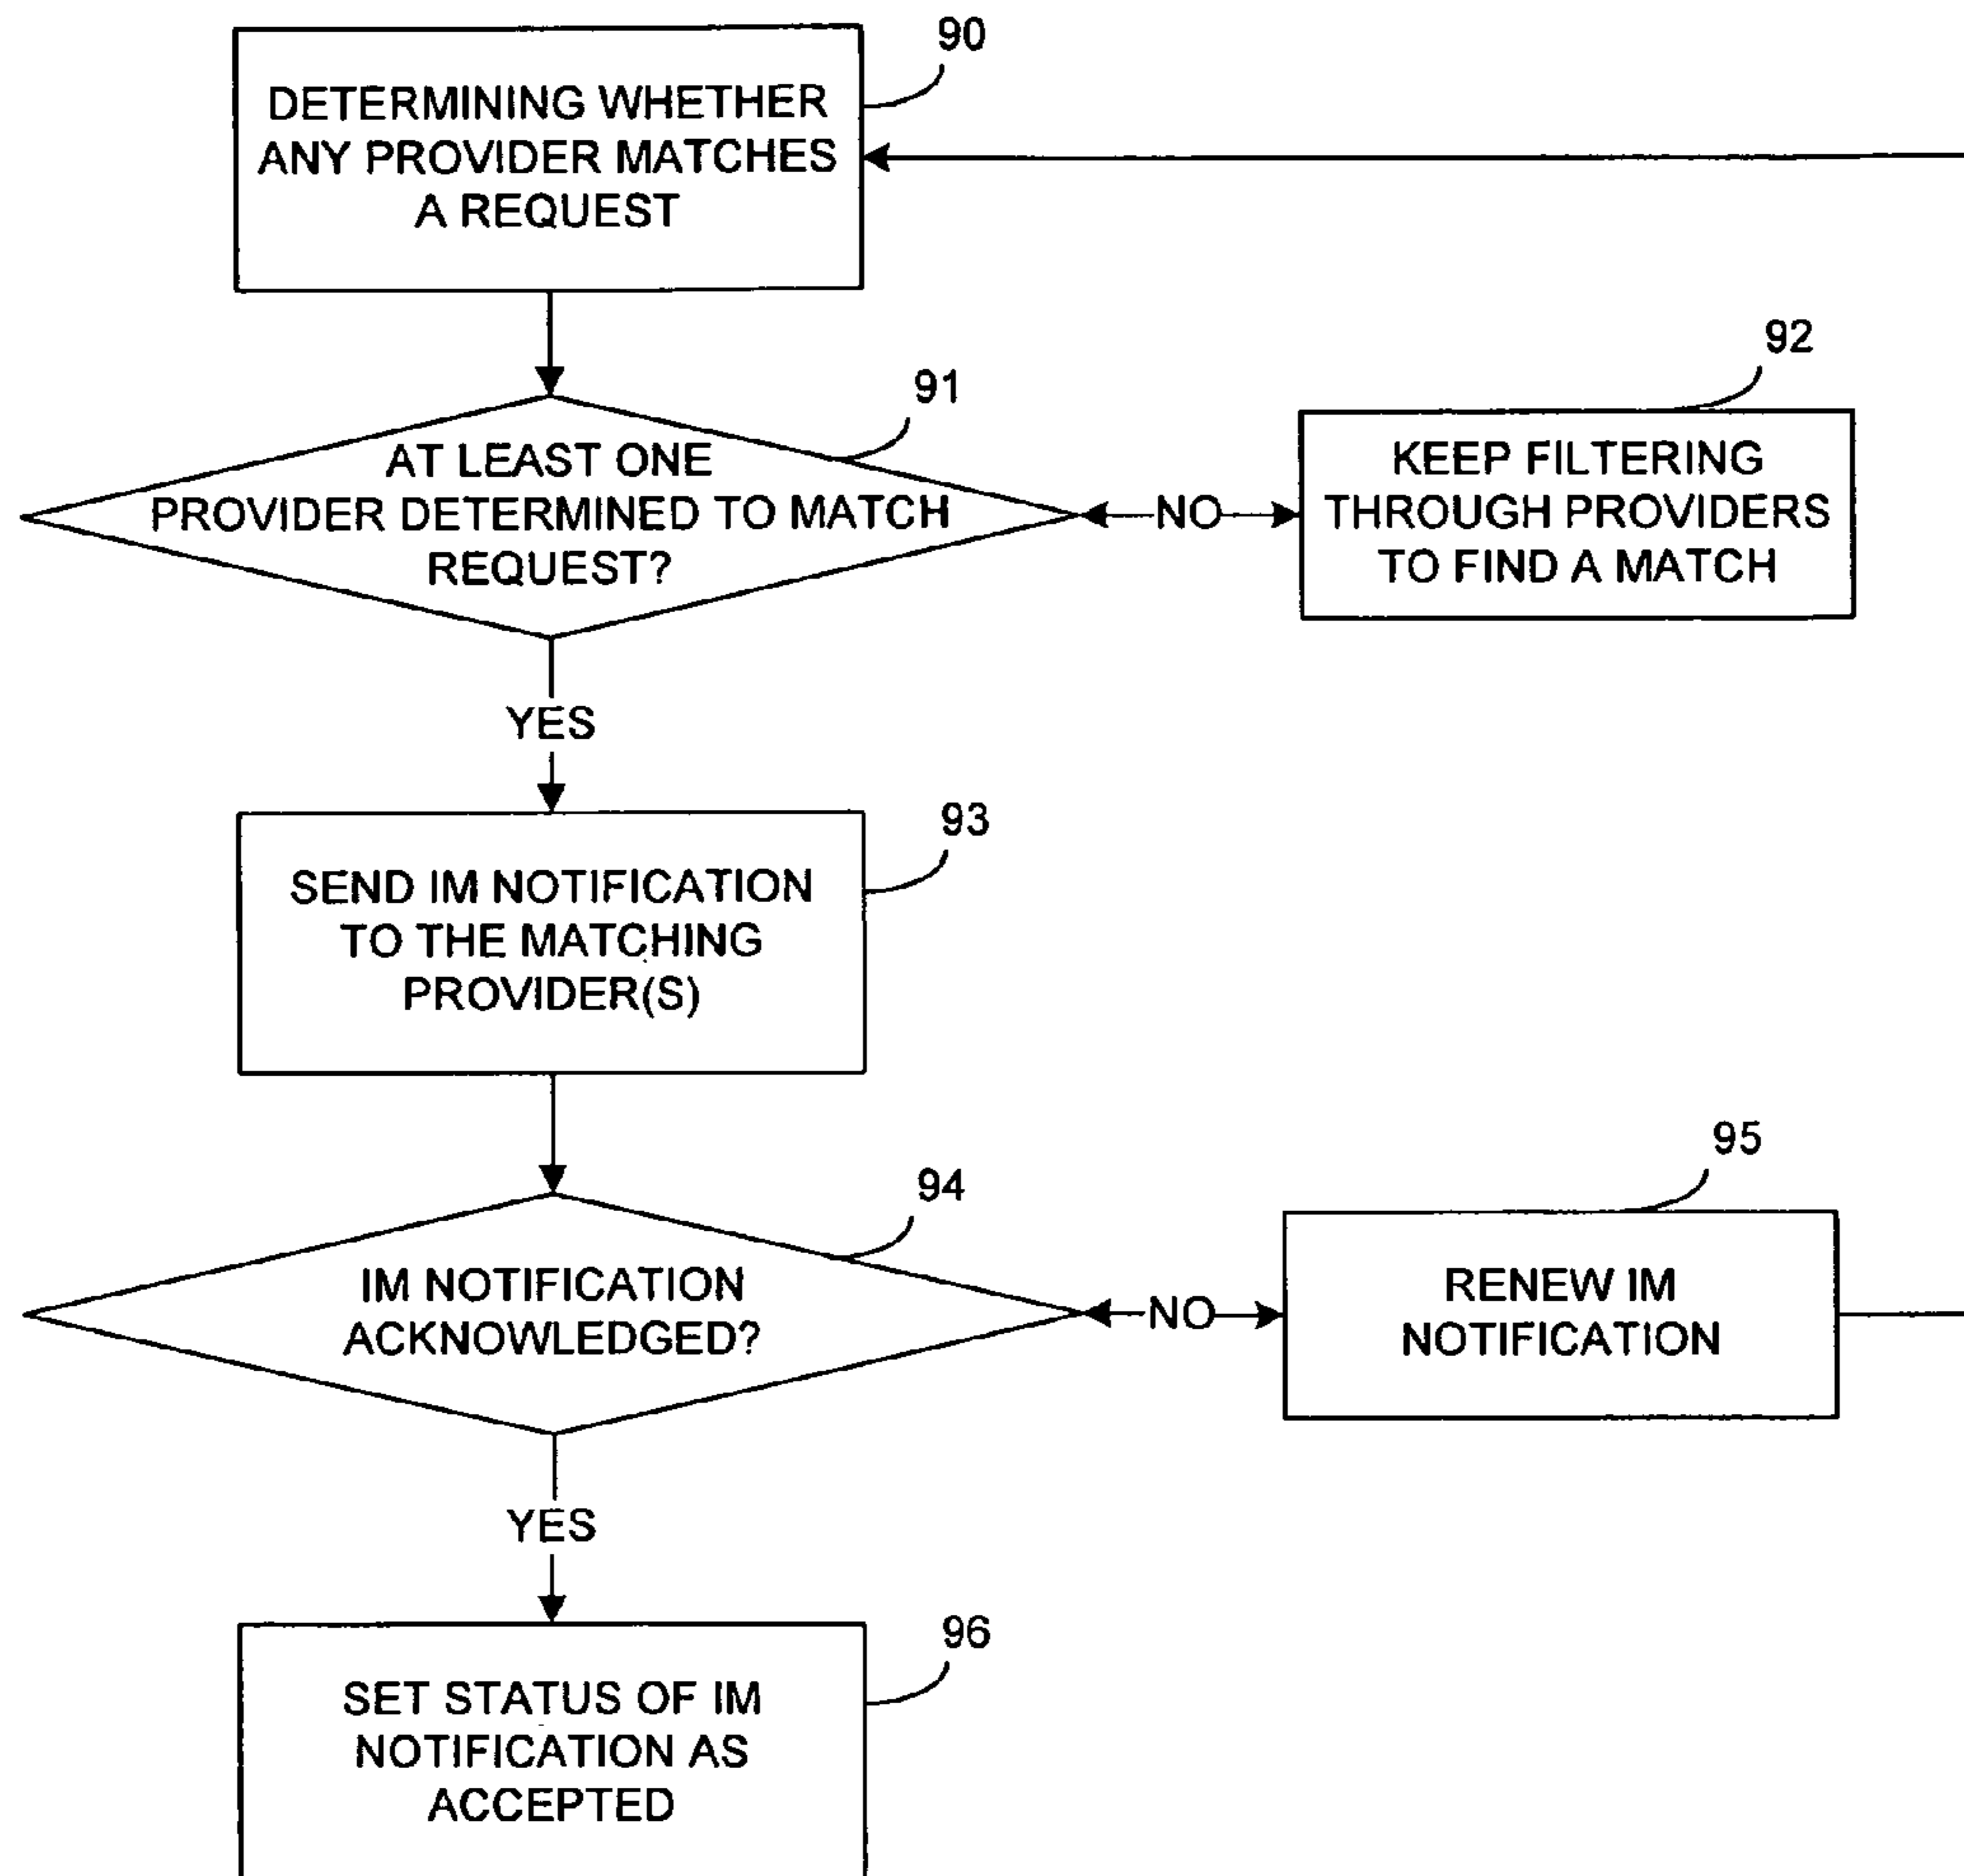 90
DETERMINING WHETHER
ANY PROVIDER MATCHES
A REQUEST
91
AT LEAST ONE
PROVIDER DETERMINED TO MATCH
REQUEST?
NO
92
KEEP FILTERING
THROUGH PROVIDERS
TO FIND A MATCH
YES
93
SEND IM NOTIFICATION
TO THE MATCHING
PROVIDER(S)
94
IM NOTIFICATION
ACKNOWLEDGED?
NO
95
RENEW IM
NOTIFICATION
YES
96
SET STATUS OF IM
NOTIFICATION AS
ACCEPTED